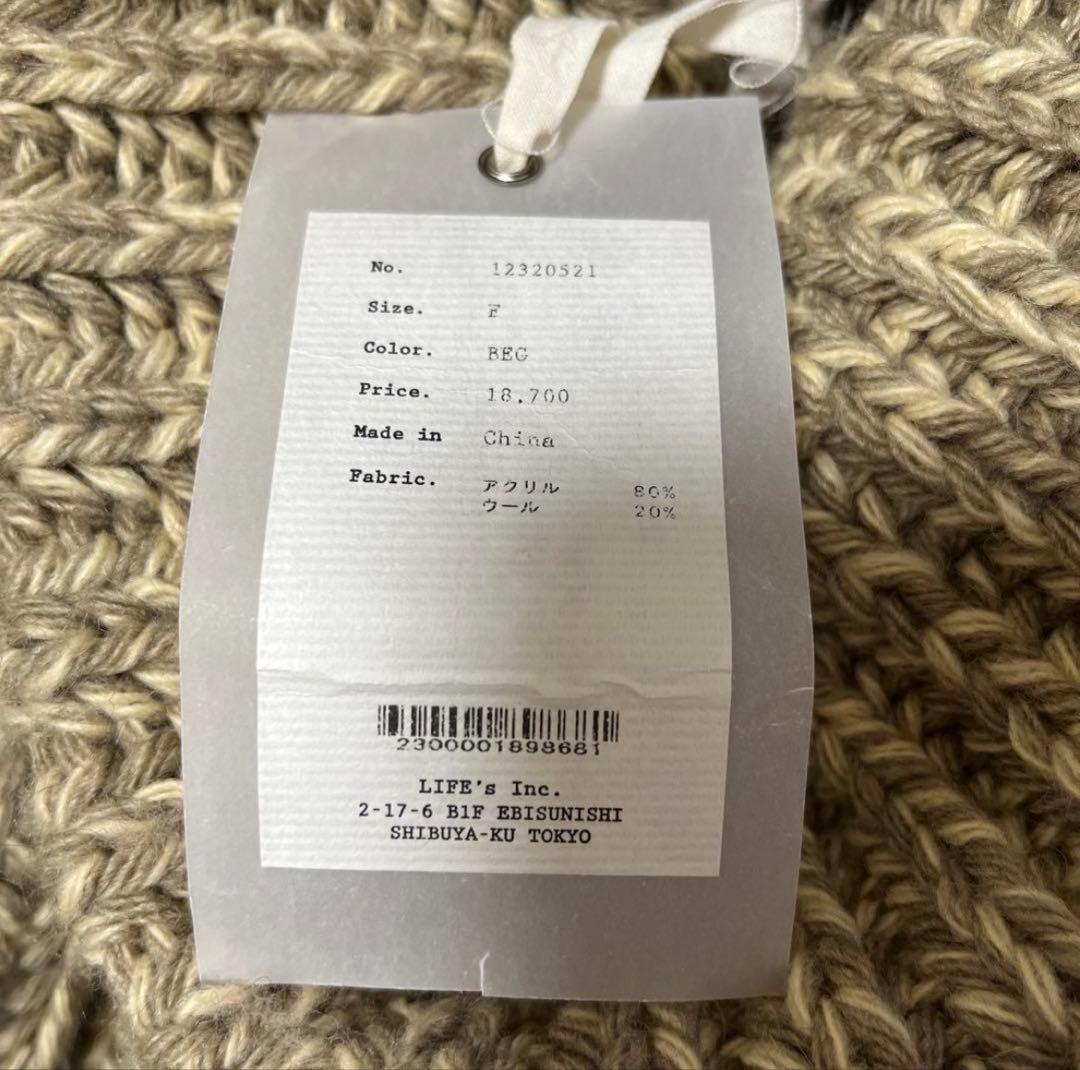 No. 12320521
Size. F
Color. BEG
Price. 18,700
Made in China
Fabric. アクリル 80%
ウール 20%
2300001898681
LIFE's Inc.
2-17-6 B1F EBISUNISHI
SHIBUYA-KU TOKYO